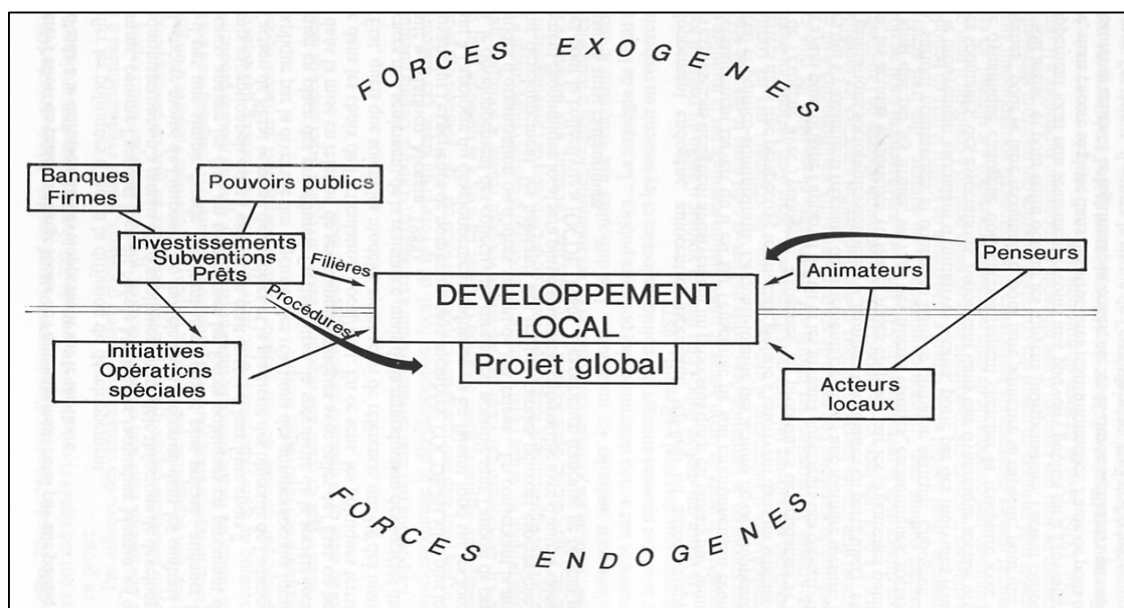 FORCES EXOGENES
Banques
Firmes
Pouvoirs publics
Investissements
Subventions
Prêts
Filières
Procédures
Initiatives
Opérations
spéciales
DEVELOPPEMENT
LOCAL
Projet global
Animateurs
Penseurs
Acteurs
locaux
FORCES ENDOGENES